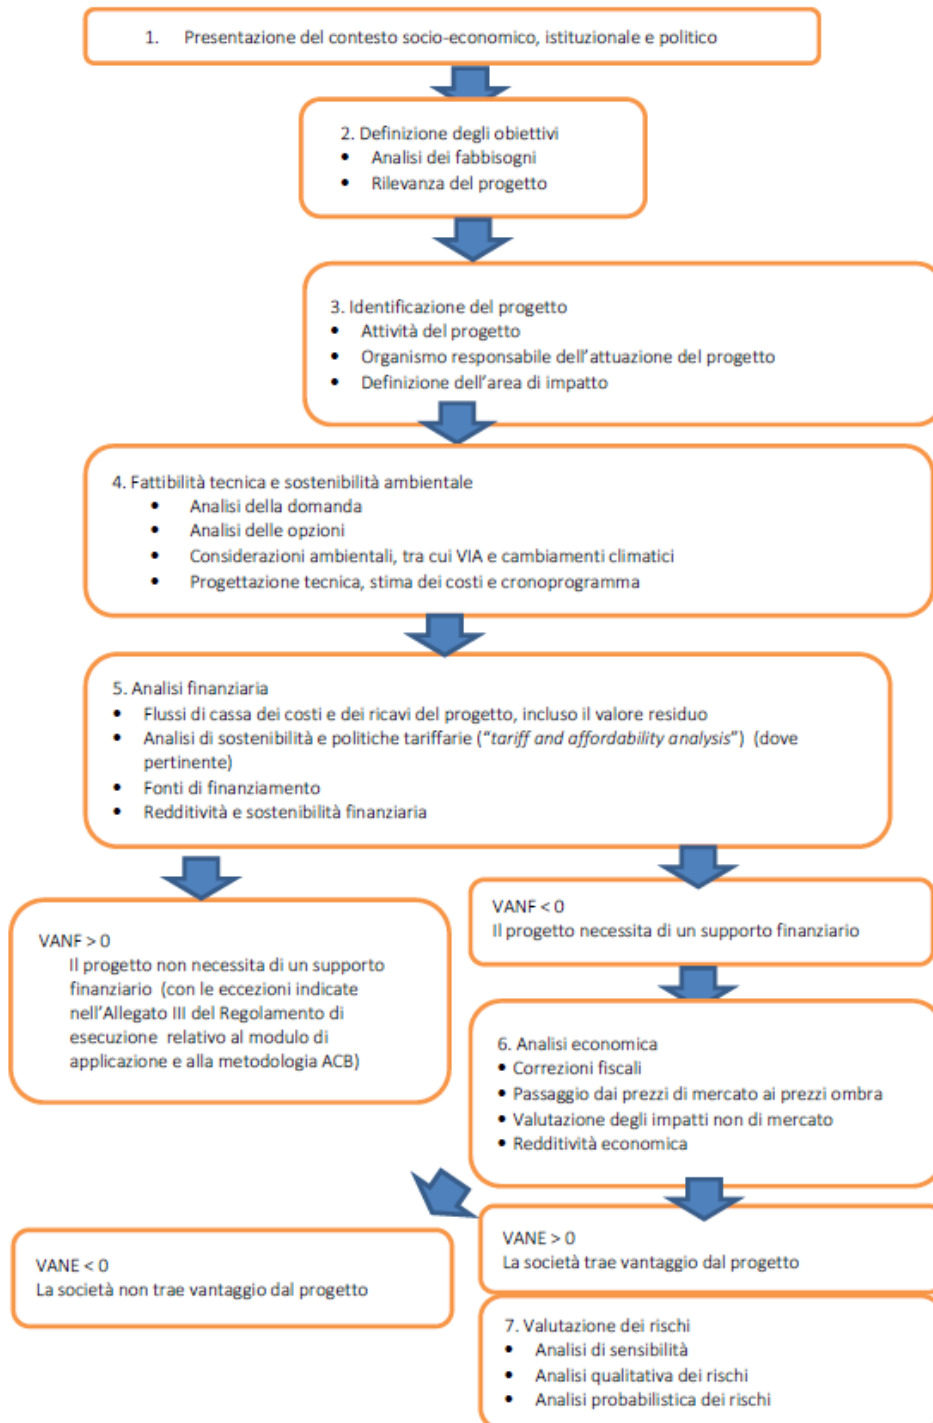 1. Presentazione del contesto socio-economico, istituzionale e politico
2. Definizione degli obiettivi
• Analisi dei fabbisogni
• Rilevanza del progetto
3. Identificazione del progetto
• Attività del progetto
• Organismo responsabile dell'attuazione del progetto
• Definizione dell'area di impatto
4. Fattibilità tecnica e sostenibilità ambientale
• Analisi della domanda
• Analisi delle opzioni
• Considerazioni ambientali, tra cui VIA e cambiamenti climatici
• Progettazione tecnica, stima dei costi e cronoprogramma
5. Analisi finanziaria
• Flussi di cassa dei costi e dei ricavi del progetto, incluso il valore residuo
• Analisi di sostenibilità e politiche tariffarie ("tariff and affordability analysis") (dove
pertinente)
• Fonti di finanziamento
• Redditività e sostenibilità finanziaria
VANF > 0
Il progetto non necessita di un supporto
finanziario (con le eccezioni indicate
nell'Allegato III del Regolamento di
esecuzione relativo al modulo di
applicazione e alla metodologia ACB)
VANF < 0
Il progetto necessita di un supporto finanziario
6. Analisi economica
• Correzioni fiscali
• Passaggio dai prezzi di mercato ai prezzi ombra
• Valutazione degli impatti non di mercato
• Redditività economica
VANE < 0
La società non trae vantaggio dal progetto
VANE > 0
La società trae vantaggio dal progetto
7. Valutazione dei rischi
• Analisi di sensibilità
• Analisi qualitativa dei rischi
• Analisi probabilistica dei rischi